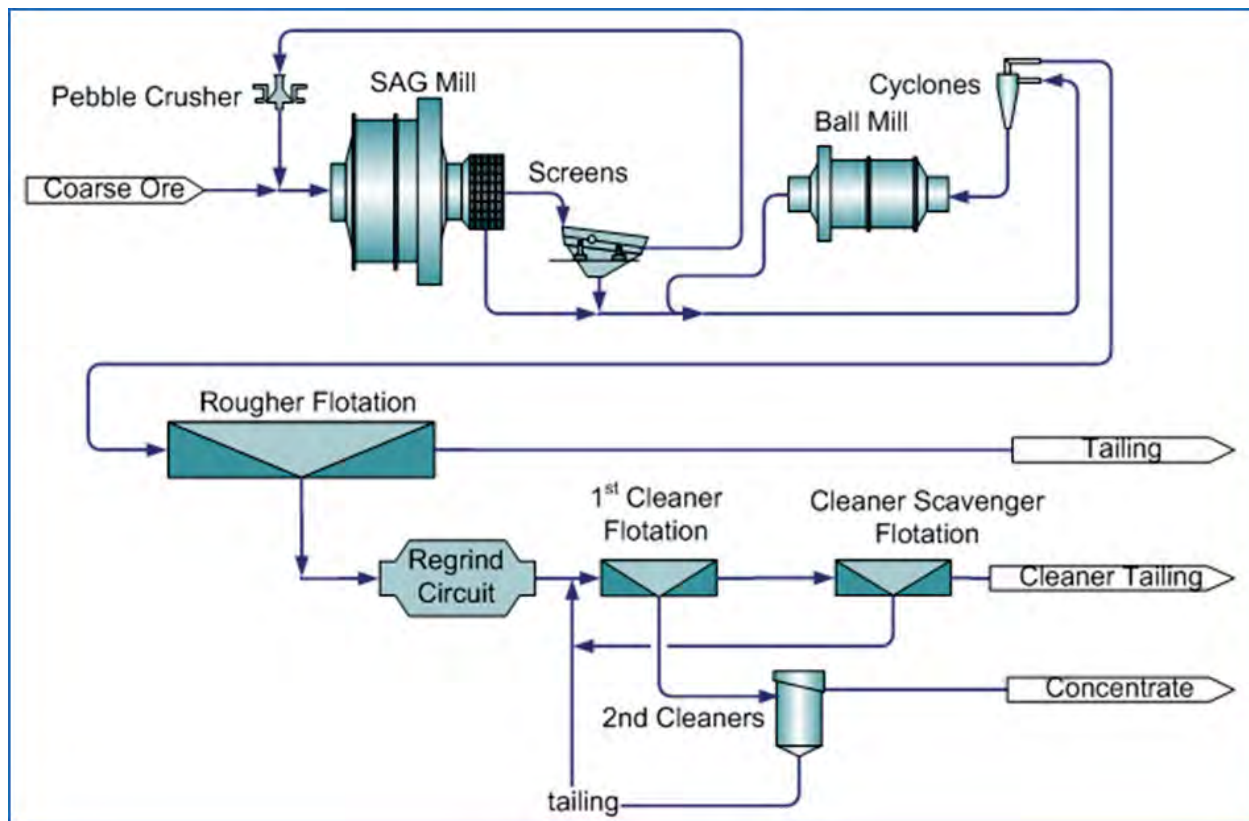 Pebble Crusher
SAG Mill
Cyclones
Ball Mill
Coarse Ore
Screens
Rougher Flotation
Tailing
1st Cleaner
Flotation
Cleaner Scavenger
Flotation
Regrind
Circuit
Cleaner Tailing
Concentrate
2nd Cleaners
tailing